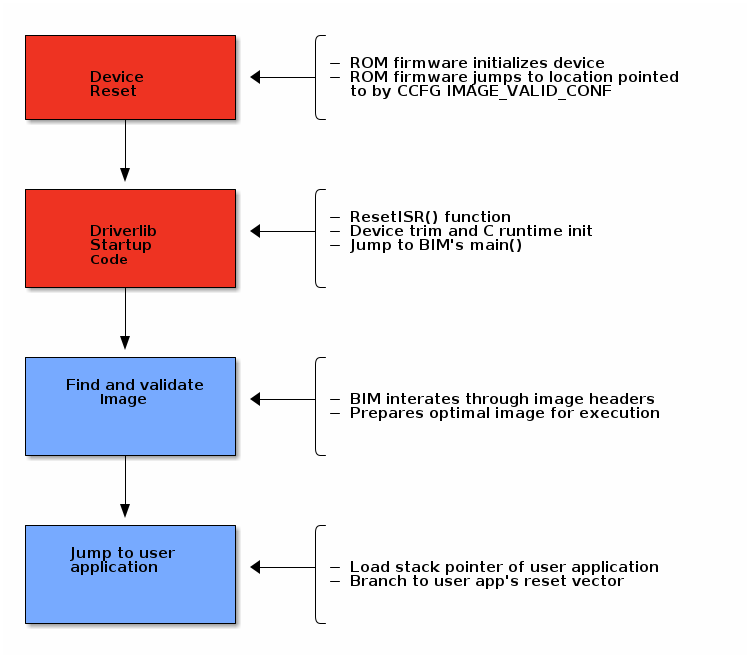 Device
Reset
– ROM firmware initializes device
– ROM firmware jumps to location pointed
to by CCFG IMAGE_VALID_CONF
Driverlib
Startup
Code
– ResetISR() function
– Device trim and C runtime init
– Jump to BIM's main()
Find and validate
Image
– BIM interates through image headers
– Prepares optimal image for execution
Jump to user
application
– Load stack pointer of user application
– Branch to user app's reset vector